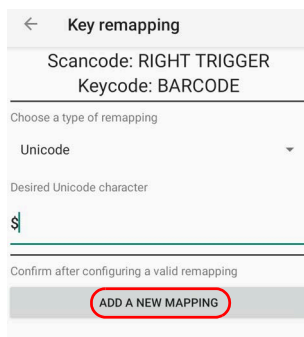 Key remapping
Scancode: RIGHT TRIGGER
Keycode: BARCODE
Choose a type of remapping
Unicode
Desired Unicode character
$
Confirm after configuring a valid remapping
ADD A NEW MAPPING